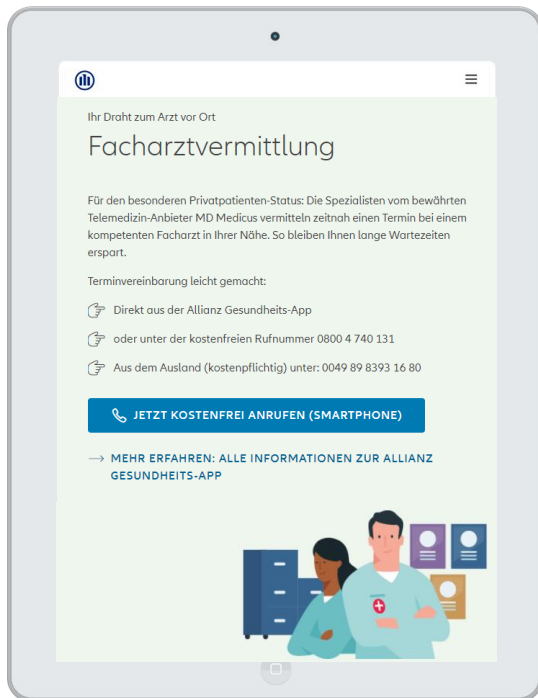 Ihr Draht zum Arzt vor Ort
Facharztvermittlung
Für den besonderen Privatpatienten-Status: Die Spezialisten vom bewährten
Telemedizin-Anbieter MD Medicus vermitteln zeitnah einen Termin bei einem
kompetenten Facharzt in Ihrer Nähe. So bleiben Ihnen lange Wartezeiten
erspart.
Terminvereinbarung leicht gemacht:
Direkt aus der Allianz Gesundheits-App
oder unter der kostenfreien Rufnummer 0800 4 740 131
Aus dem Ausland (kostenpflichtig) unter: 0049 89 8393 16 80
JETZT KOSTENFREI ANRUFEN (SMARTPHONE)
MEHR ERFAHREN: ALLE INFORMATIONEN ZUR ALLIANZ
GESUNDHEITS-APP